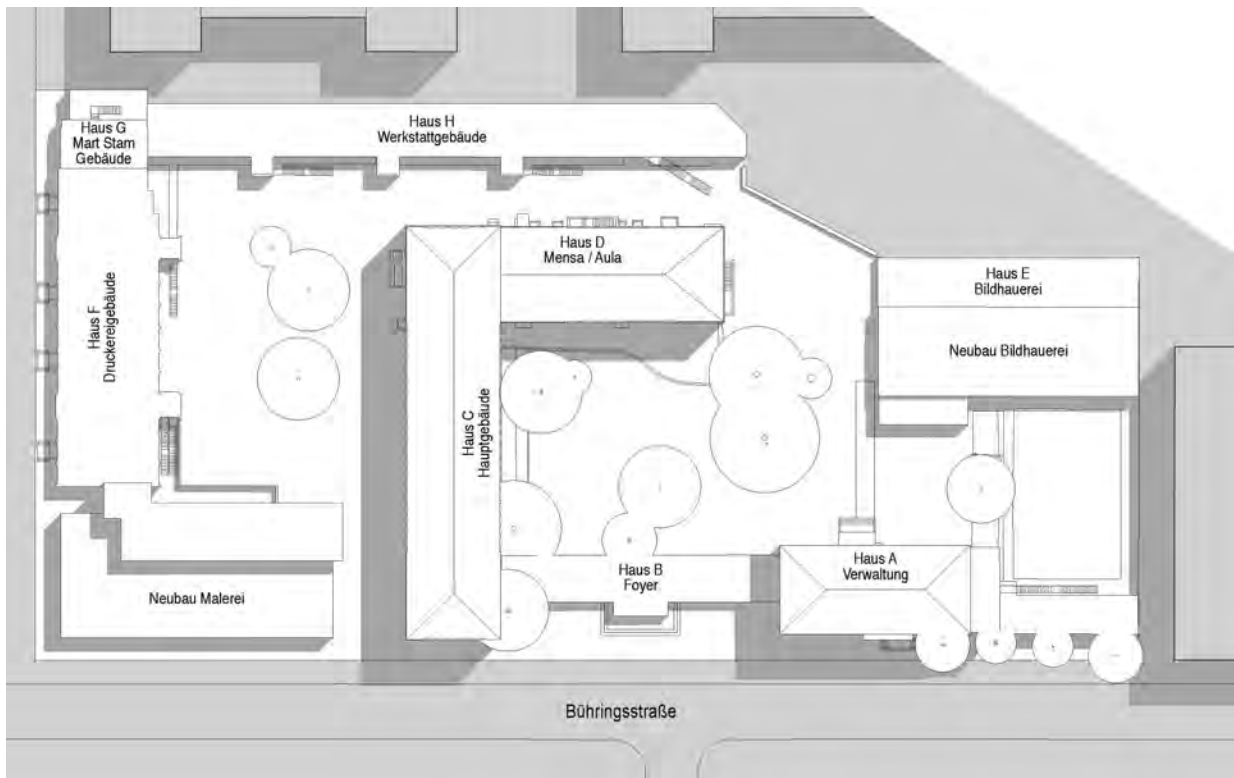 Haus G
Mart Stam
Gebäude
Haus H
Werkstattgebäude
Haus D
Mensa / Aula
Haus E
Bildhauerei
Neubau Bildhauerei
Haus F
Druckereigebäude
Haus C
Hauptgebäude
Haus B
Foyer
Haus A
Verwaltung
Neubau Malerei
Bühringsstraße